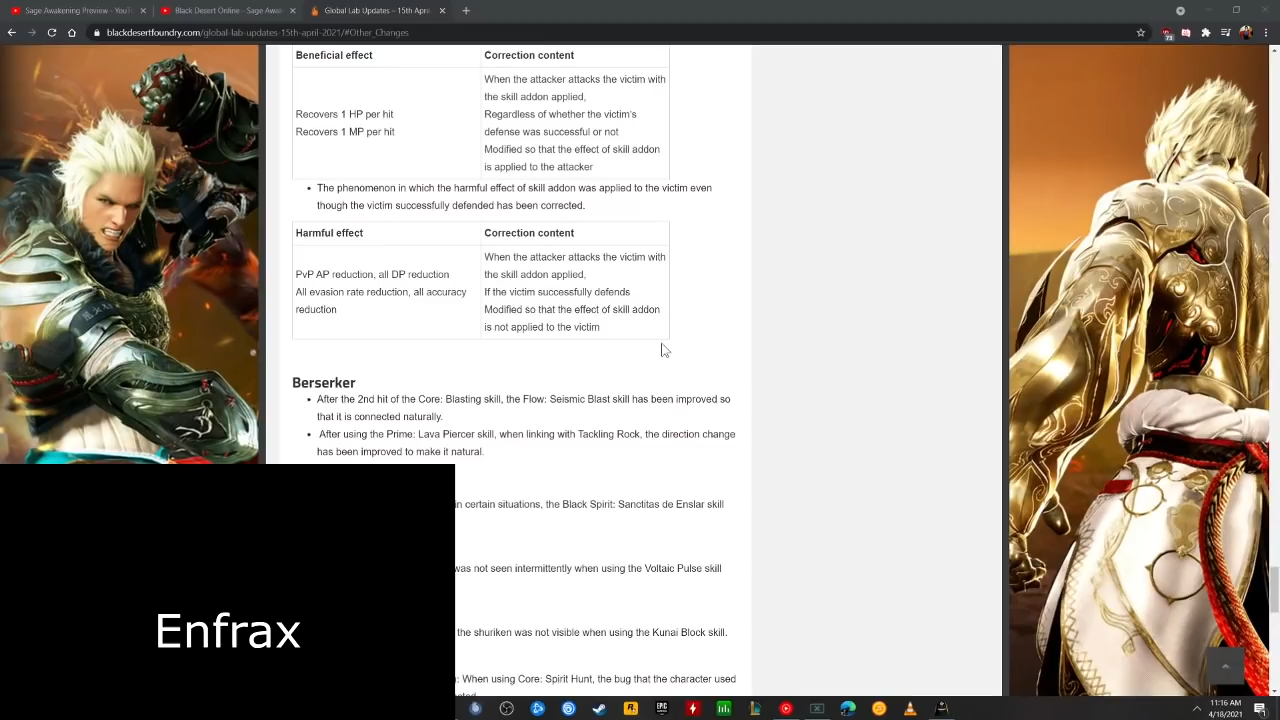 Sage Awakening Preview - YouT
Black Desert Online - Sage Awak
Global Lab Updates – 15th Apri
blackdesertfoundry.com/global-lab-updates-15th-april-2021/#Other_Changes
Beneficial effect
Correction content
Recovers 1 HP per hit
Recovers 1 MP per hit
When the attacker attacks the victim with
the skill addon applied,
Regardless of whether the victim's
defense was successful or not
Modified so that the effect of skill addon
is applied to the attacker
• The phenomenon in which the harmful effect of skill addon was applied to the victim even
though the victim successfully defended has been corrected.
Harmful effect
Correction content
PvP AP reduction, all DP reduction
All evasion rate reduction, all accuracy
reduction
When the attacker attacks the victim with
the skill addon applied,
If the victim successfully defends
Modified so that the effect of skill addon
is not applied to the victim
Berserker
• After the 2nd hit of the Core: Blasting skill, the Flow: Seismic Blast skill has been improved so
that it is connected naturally.
• After using the Prime: Lava Piercer skill, when linking with Tackling Rock, the direction change
has been improved to make it natural.
in certain situations, the Black Spirit: Sanctitas de Enslar skill
was not seen intermittently when using the Voltaic Pulse skill
the shuriken was not visible when using the Kunai Block skill.
: When using Core: Spirit Hunt, the bug that the character used
Enfrax
11:16 AM
4/18/2021